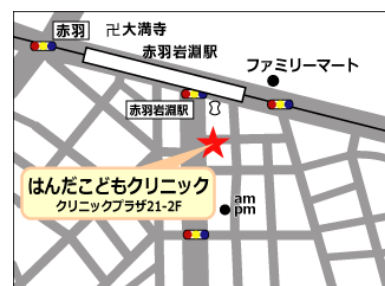 赤羽
卍大満寺
赤羽岩淵駅
ファミリーマート
赤羽岩淵駅
はんだこどもクリニック
クリニックプラザ21-2F
am
pm